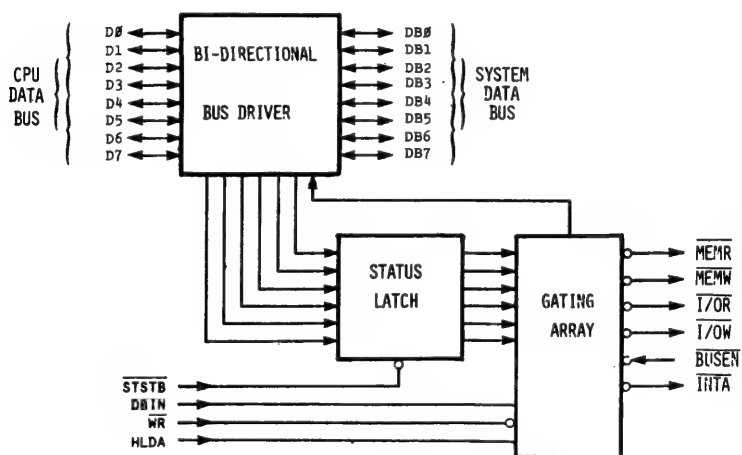 CPU
DATA
BUS
DØ
D1
D2
D3
D4
D5
D6
D7
BI-DIRECTIONAL
BUS DRIVER
DBØ
DB1
DB2
DB3
DB4
DB5
DB6
DB7
SYSTEM
DATA
BUS
STATUS
LATCH
GATING
ARRAY
MEMR
MEMW
I/OR
I/OW
BUSEN
INTA
STSTB
DBIN
WR
HLDA